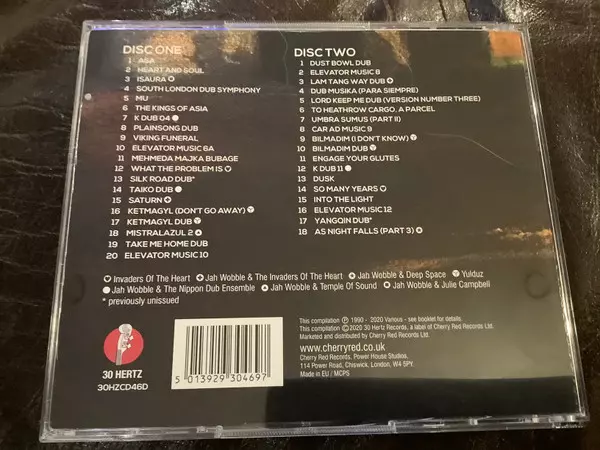 DISC ONE
1 ASA
2 HEART AND SOUL
3 ISAURA
4 SOUTH LONDON DUB SYMPHONY
5 MU
6 THE KINGS OF ASIA
7 K DUB 04
8 PLAINSONG DUB
9 VIKING FUNERAL
10 ELEVATOR MUSIC 6A
11 MEHMEDA MAJKA BUBAGE
12 WHAT THE PROBLEM IS
13 SILK ROAD DUB*
14 TAIKO DUB
15 SATURN
16 KETMAGYL (DON'T GO AWAY)
17 KETMAGYL DUB
18 MISTRALAZUL 2
19 TAKE ME HOME DUB
20 ELEVATOR MUSIC 10
DISC TWO
1 DUST BOWL DUB
2 ELEVATOR MUSIC 8
3 LAM TANG WAY DUB
4 DUB MUSIKA (PARA SIEMPRE)
5 LORD KEEP ME DUB (VERSION NUMBER THREE)
6 TO HEATHROW CARGO, A PARCEL
7 UMBRA SUMUS (PART II)
8 CAR AD MUSIC 9
9 BILMADIM (I DON'T KNOW)
10 BILMADIM DUB
11 ENGAGE YOUR GLUTES
12 K DUB 11
13 DUSK
14 SO MANY YEARS
15 INTO THE LIGHT
16 ELEVATOR MUSIC 12
17 YANGQIN DUB*
18 AS NIGHT FALLS (PART 3)
Invaders Of The Heart Jah Wobble & The Invaders Of The Heart Jah Wobble & Deep Space Yulduz
Jah Wobble & The Nippon Dub Ensemble Jah Wobble & Temple Of Sound Jah Wobble & Julie Campbell
* previously unissued
30 HERTZ
30HZCD46D
5 013929 304697
This compilation ℗ 1990 - 2020 Various - see booklet for details.
This compilation ©2020 30 Hertz Records, a label of Cherry Red Records Ltd.
Marketed and distributed by Cherry Red Records Ltd.
www.cherryred.co.uk
Cherry Red Records, Power House Studios,
114 Power Road, Chiswick, London, W4 5PY.
Made in EU / MCPS